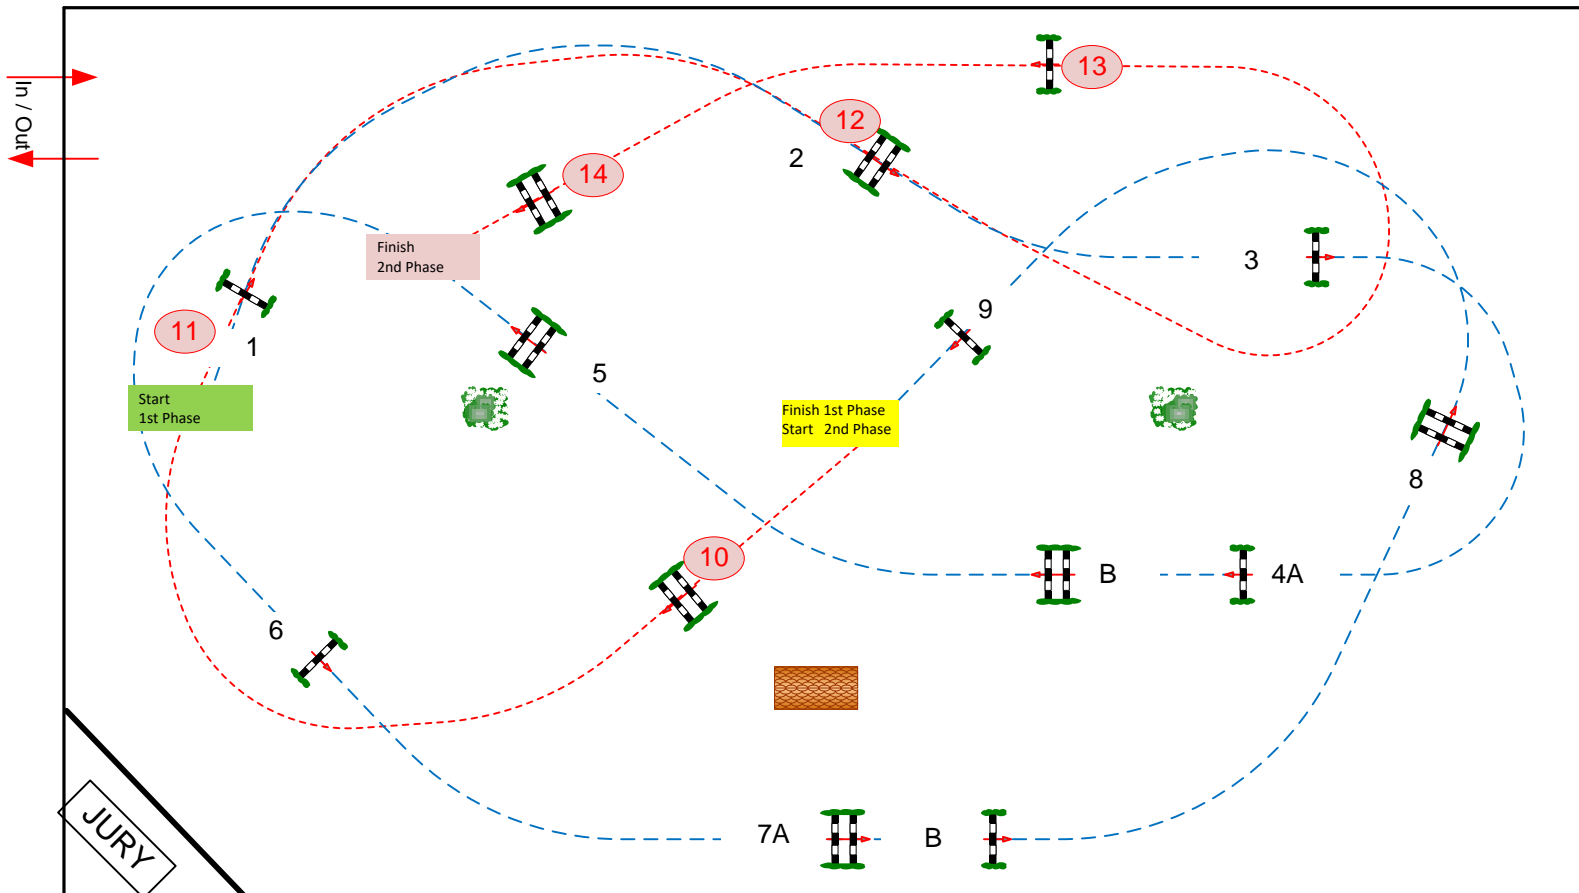 13
In / Out
12
2
14
Finish
2nd Phase
3
9
11
1
5
Start
1st Phase
Finish 1st Phase
Start 2nd Phase
8
10
B
4A
6
7A
B
JURY